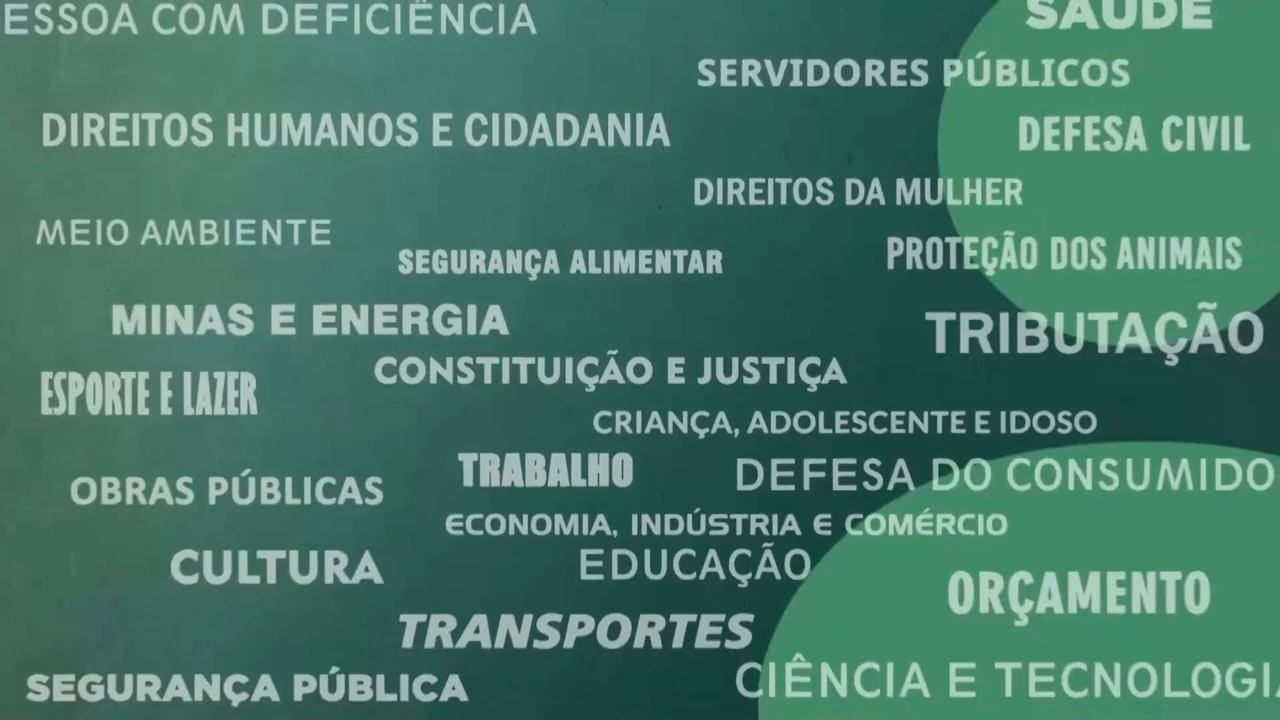 ESSOA COM DEFICIÊNCIA
SAÚDE
SERVIDORES PÚBLICOS
DIREITOS HUMANOS E CIDADANIA
DEFESA CIVIL
DIREITOS DA MULHER
MEIO AMBIENTE
SEGURANÇA ALIMENTAR
PROTEÇÃO DOS ANIMAIS
MINAS E ENERGIA
TRIBUTAÇÃO
CONSTITUIÇÃO E JUSTIÇA
ESPORTE E LAZER
CRIANÇA, ADOLESCENTE E IDOSO
TRABALHO
DEFESA DO CONSUMIDO
OBRAS PÚBLICAS
ECONOMIA, INDÚSTRIA E COMÉRCIO
CULTURA
EDUCAÇÃO
ORÇAMENTO
TRANSPORTES
CIÊNCIA E TECNOLOGIA
SEGURANÇA PÚBLICA